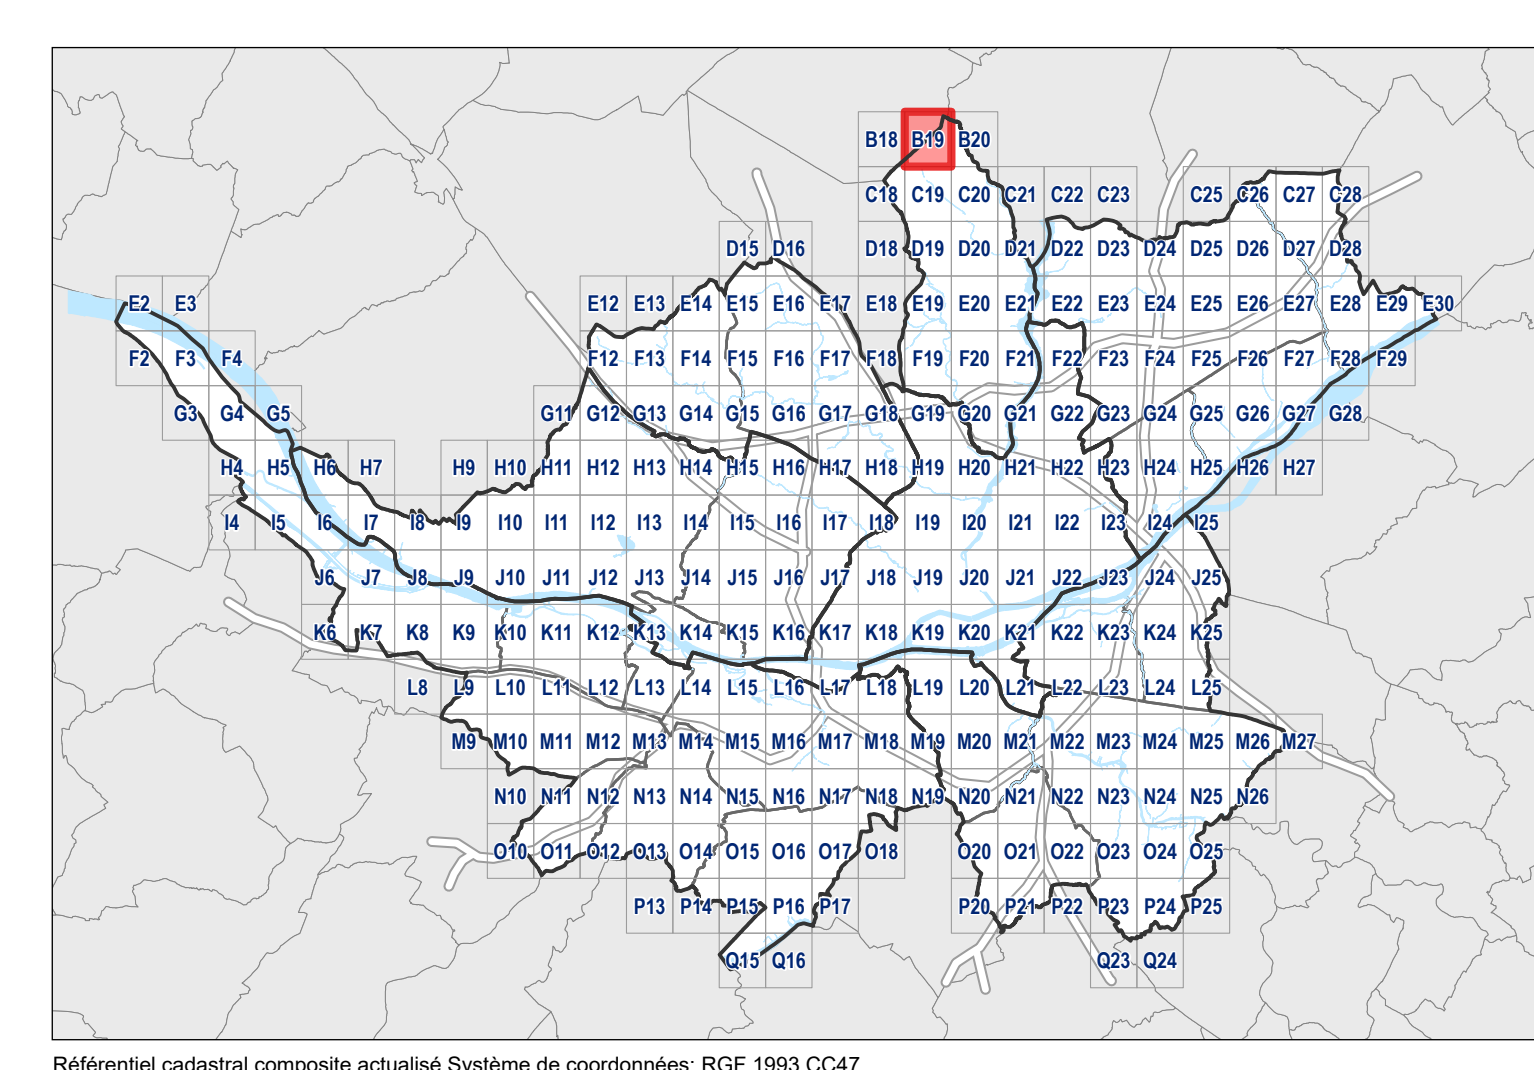 B18 B19 B20
C18 C19 C20 C21 C22 C23 C25 C26 C27 C28
D15 D16 D18 D19 D20 D21 D22 D23 D24 D25 D26 D27 D28
E2 E3 E12 E13 E14 E15 E16 E17 E18 E19 E20 E21 E22 E23 E24 E25 E26 E27 E28 E29 E30
F2 F3 F4 F12 F13 F14 F15 F16 F17 F18 F19 F20 F21 F22 F23 F24 F25 F26 F27 F28 F29
G3 G4 G5 G11 G12 G13 G14 G15 G16 G17 G18 G19 G20 G21 G22 G23 G24 G25 G26 G27 G28
H4 H5 H6 H7 H9 H10 H11 H12 H13 H14 H15 H16 H17 H18 H19 H20 H21 H22 H23 H24 H25 H26 H27
I4 I5 I6 I7 I8 I9 I10 I11 I12 I13 I14 I15 I16 I17 I18 I19 I20 I21 I22 I23 I24 I25
J6 J7 J8 J9 J10 J11 J12 J13 J14 J15 J16 J17 J18 J19 J20 J21 J22 J23 J24 J25
K6 K7 K8 K9 K10 K11 K12 K13 K14 K15 K16 K17 K18 K19 K20 K21 K22 K23 K24 K25
L8 L9 L10 L11 L12 L13 L14 L15 L16 L17 L18 L19 L20 L21 L22 L23 L24 L25
M9 M10 M11 M12 M13 M14 M15 M16 M17 M18 M19 M20 M21 M22 M23 M24 M25 M26 M27
N10 N11 N12 N13 N14 N15 N16 N17 N18 N19 N20 N21 N22 N23 N24 N25 N26
O10 O11 O12 O13 O14 O15 O16 O17 O18 O20 O21 O22 O23 O24 O25
P13 P14 P15 P16 P17 P20 P21 P22 P23 P24 P25
Q15 Q16 Q23 Q24
Référentiel cadastral composite actualisé Système de coordonnées: RGF 1993 CC47